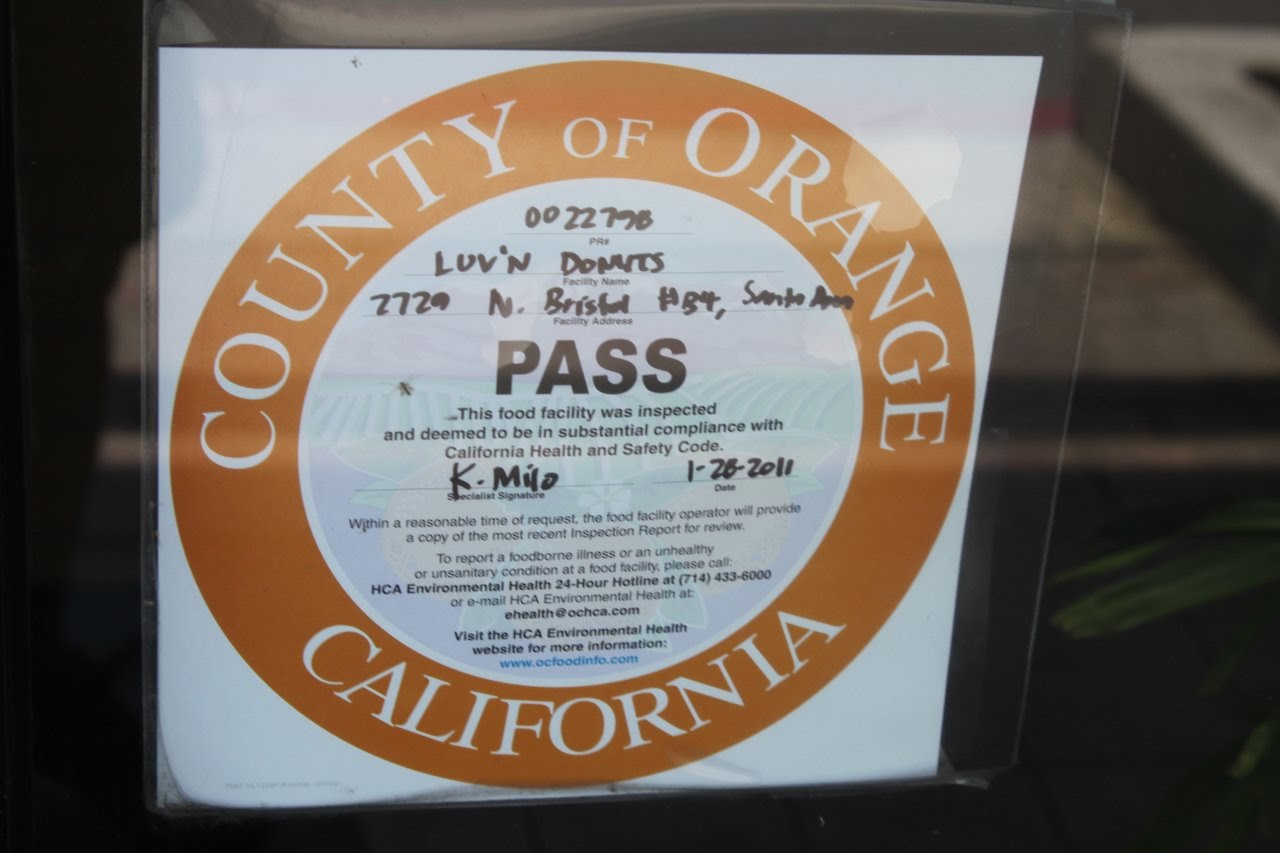 COUNTY OF ORANGE
0022798
PR#
LUV'N DONUTS
Facility Name
2729 N. Bristol #B4, Santa Ana
Facility Address
PASS
This food facility was inspected
and deemed to be in substantial compliance with
California Health and Safety Code.
K. Milo 1-28-2011
Specialist Signature Date
Within a reasonable time of request, the food facility operator will provide
a copy of the most recent Inspection Report for review.
To report a foodborne illness or an unhealthy
or unsanitary condition at a food facility, please call:
HCA Environmental Health 24-Hour Hotline at (714) 433-6000
or e-mail HCA Environmental Health at:
ehealth@ochca.com
Visit the HCA Environmental Health
website for more information:
www.ocfoodinfo.com
CALIFORNIA